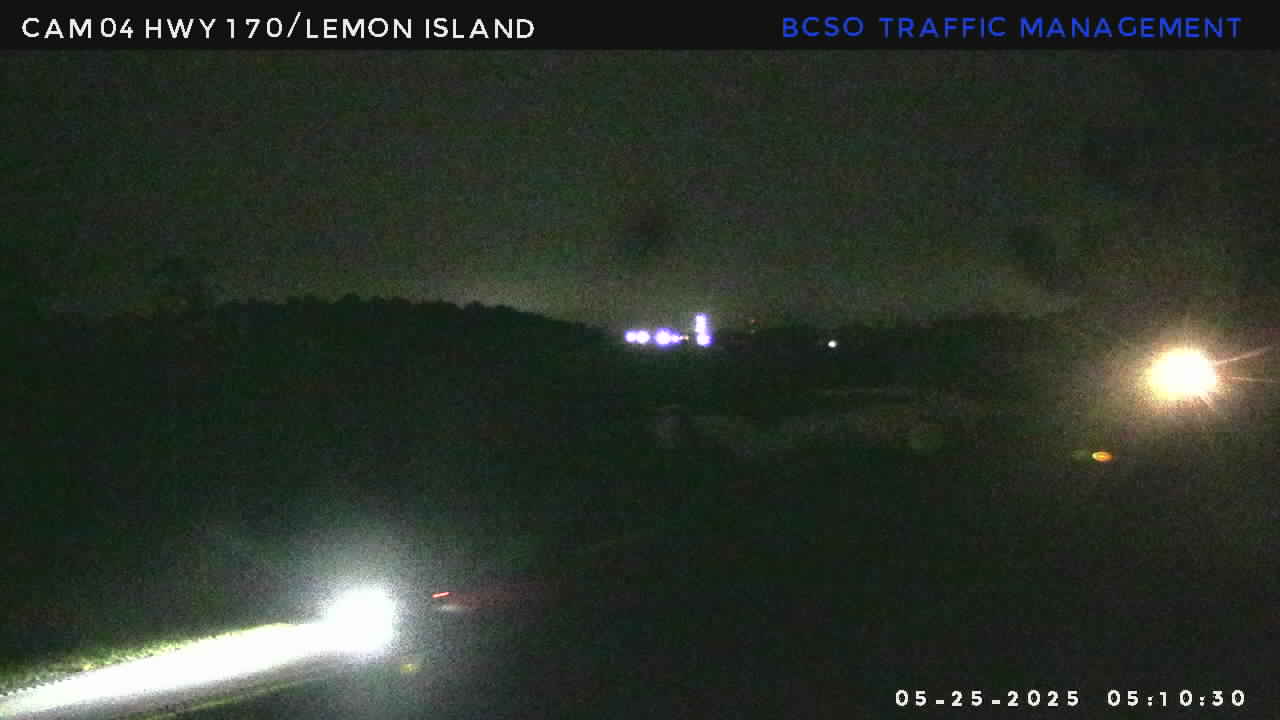 CAM04 HWY 170/LEMON ISLAND
BCSO TRAFFIC MANAGEMENT
05-25-2025 05:10:30